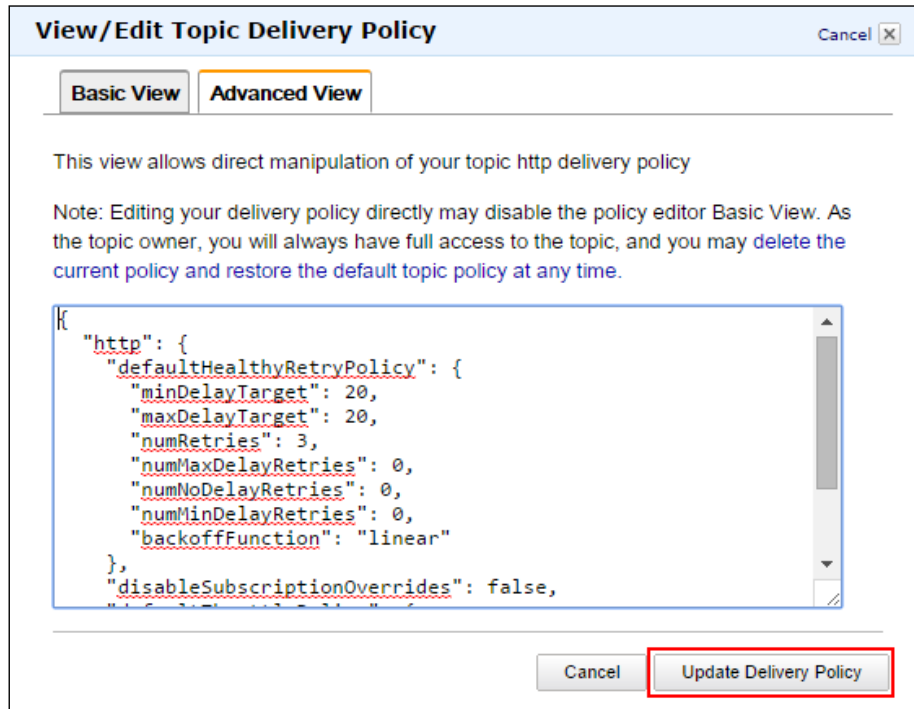 View/Edit Topic Delivery Policy
Cancel
Basic View
Advanced View
This view allows direct manipulation of your topic http delivery policy
Note: Editing your delivery policy directly may disable the policy editor Basic View. As
the topic owner, you will always have full access to the topic, and you may delete the
current policy and restore the default topic policy at any time.
{
"http": {
"defaultHealthyRetryPolicy": {
"minDelayTarget": 20,
"maxDelayTarget": 20,
"numRetries": 3,
"numMaxDelayRetries": 0,
"numNoDelayRetries": 0,
"numMinDelayRetries": 0,
"backoffFunction": "linear"
},
"disableSubscriptionOverrides": false,
Cancel
Update Delivery Policy